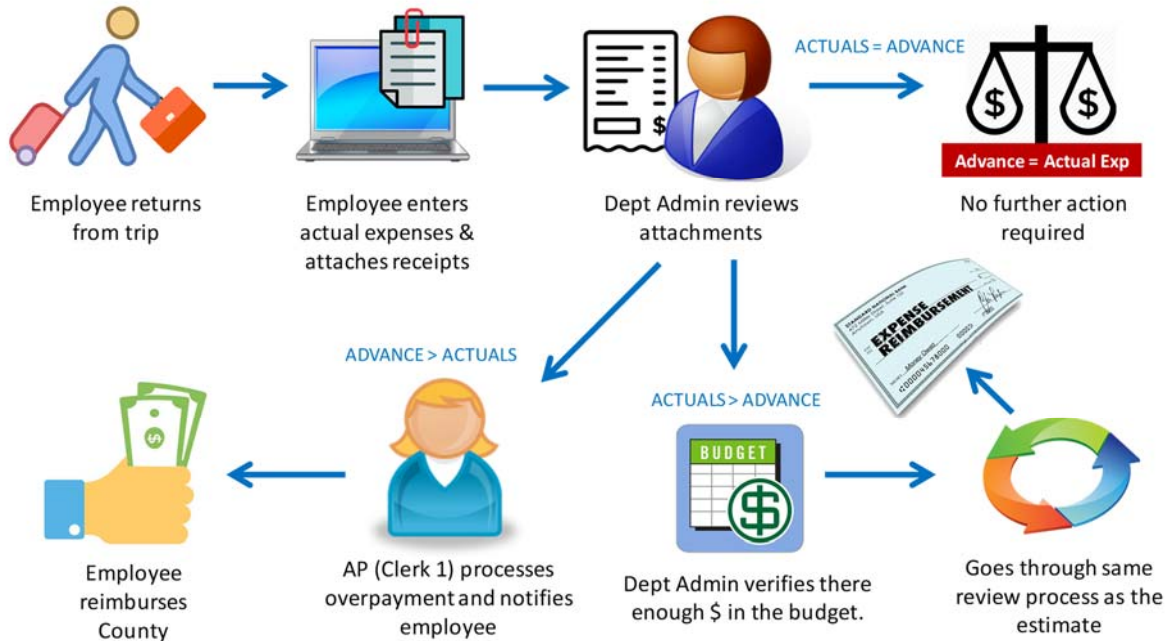 ACTUALS = ADVANCE
$
$ $
Advance = Actual Exp
Employee returns
from trip
Employee enters
actual expenses &
attaches receipts
Dept Admin reviews
attachments
No further action
required
EXPENSE
REIMBURSEMENT
ADVANCE > ACTUALS
ACTUALS > ADVANCE
BUDGET
$
$
Employee
reimburses
County
AP (Clerk 1) processes
overpayment and notifies
employee
Dept Admin verifies there
enough $ in the budget.
Goes through same
review process as the
estimate